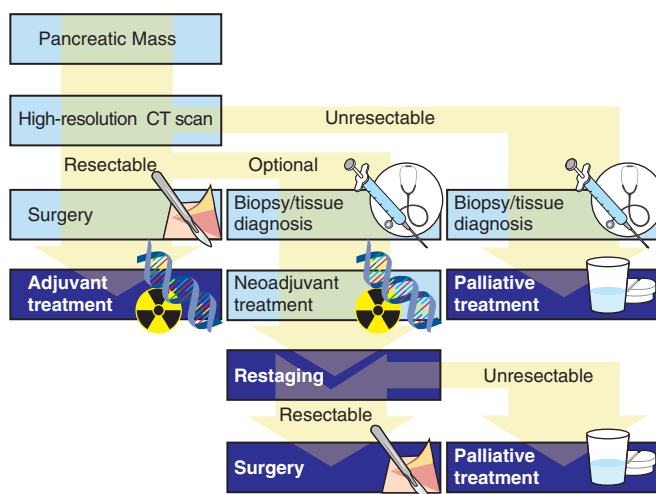 Pancreatic Mass
High-resolution CT scan
Unresectable
Resectable
Optional
Surgery
Biopsy/tissue
diagnosis
Biopsy/tissue
diagnosis
Adjuvant
treatment
Neoadjuvant
treatment
Palliative
treatment
Restaging
Unresectable
Resectable
Surgery
Palliative
treatment